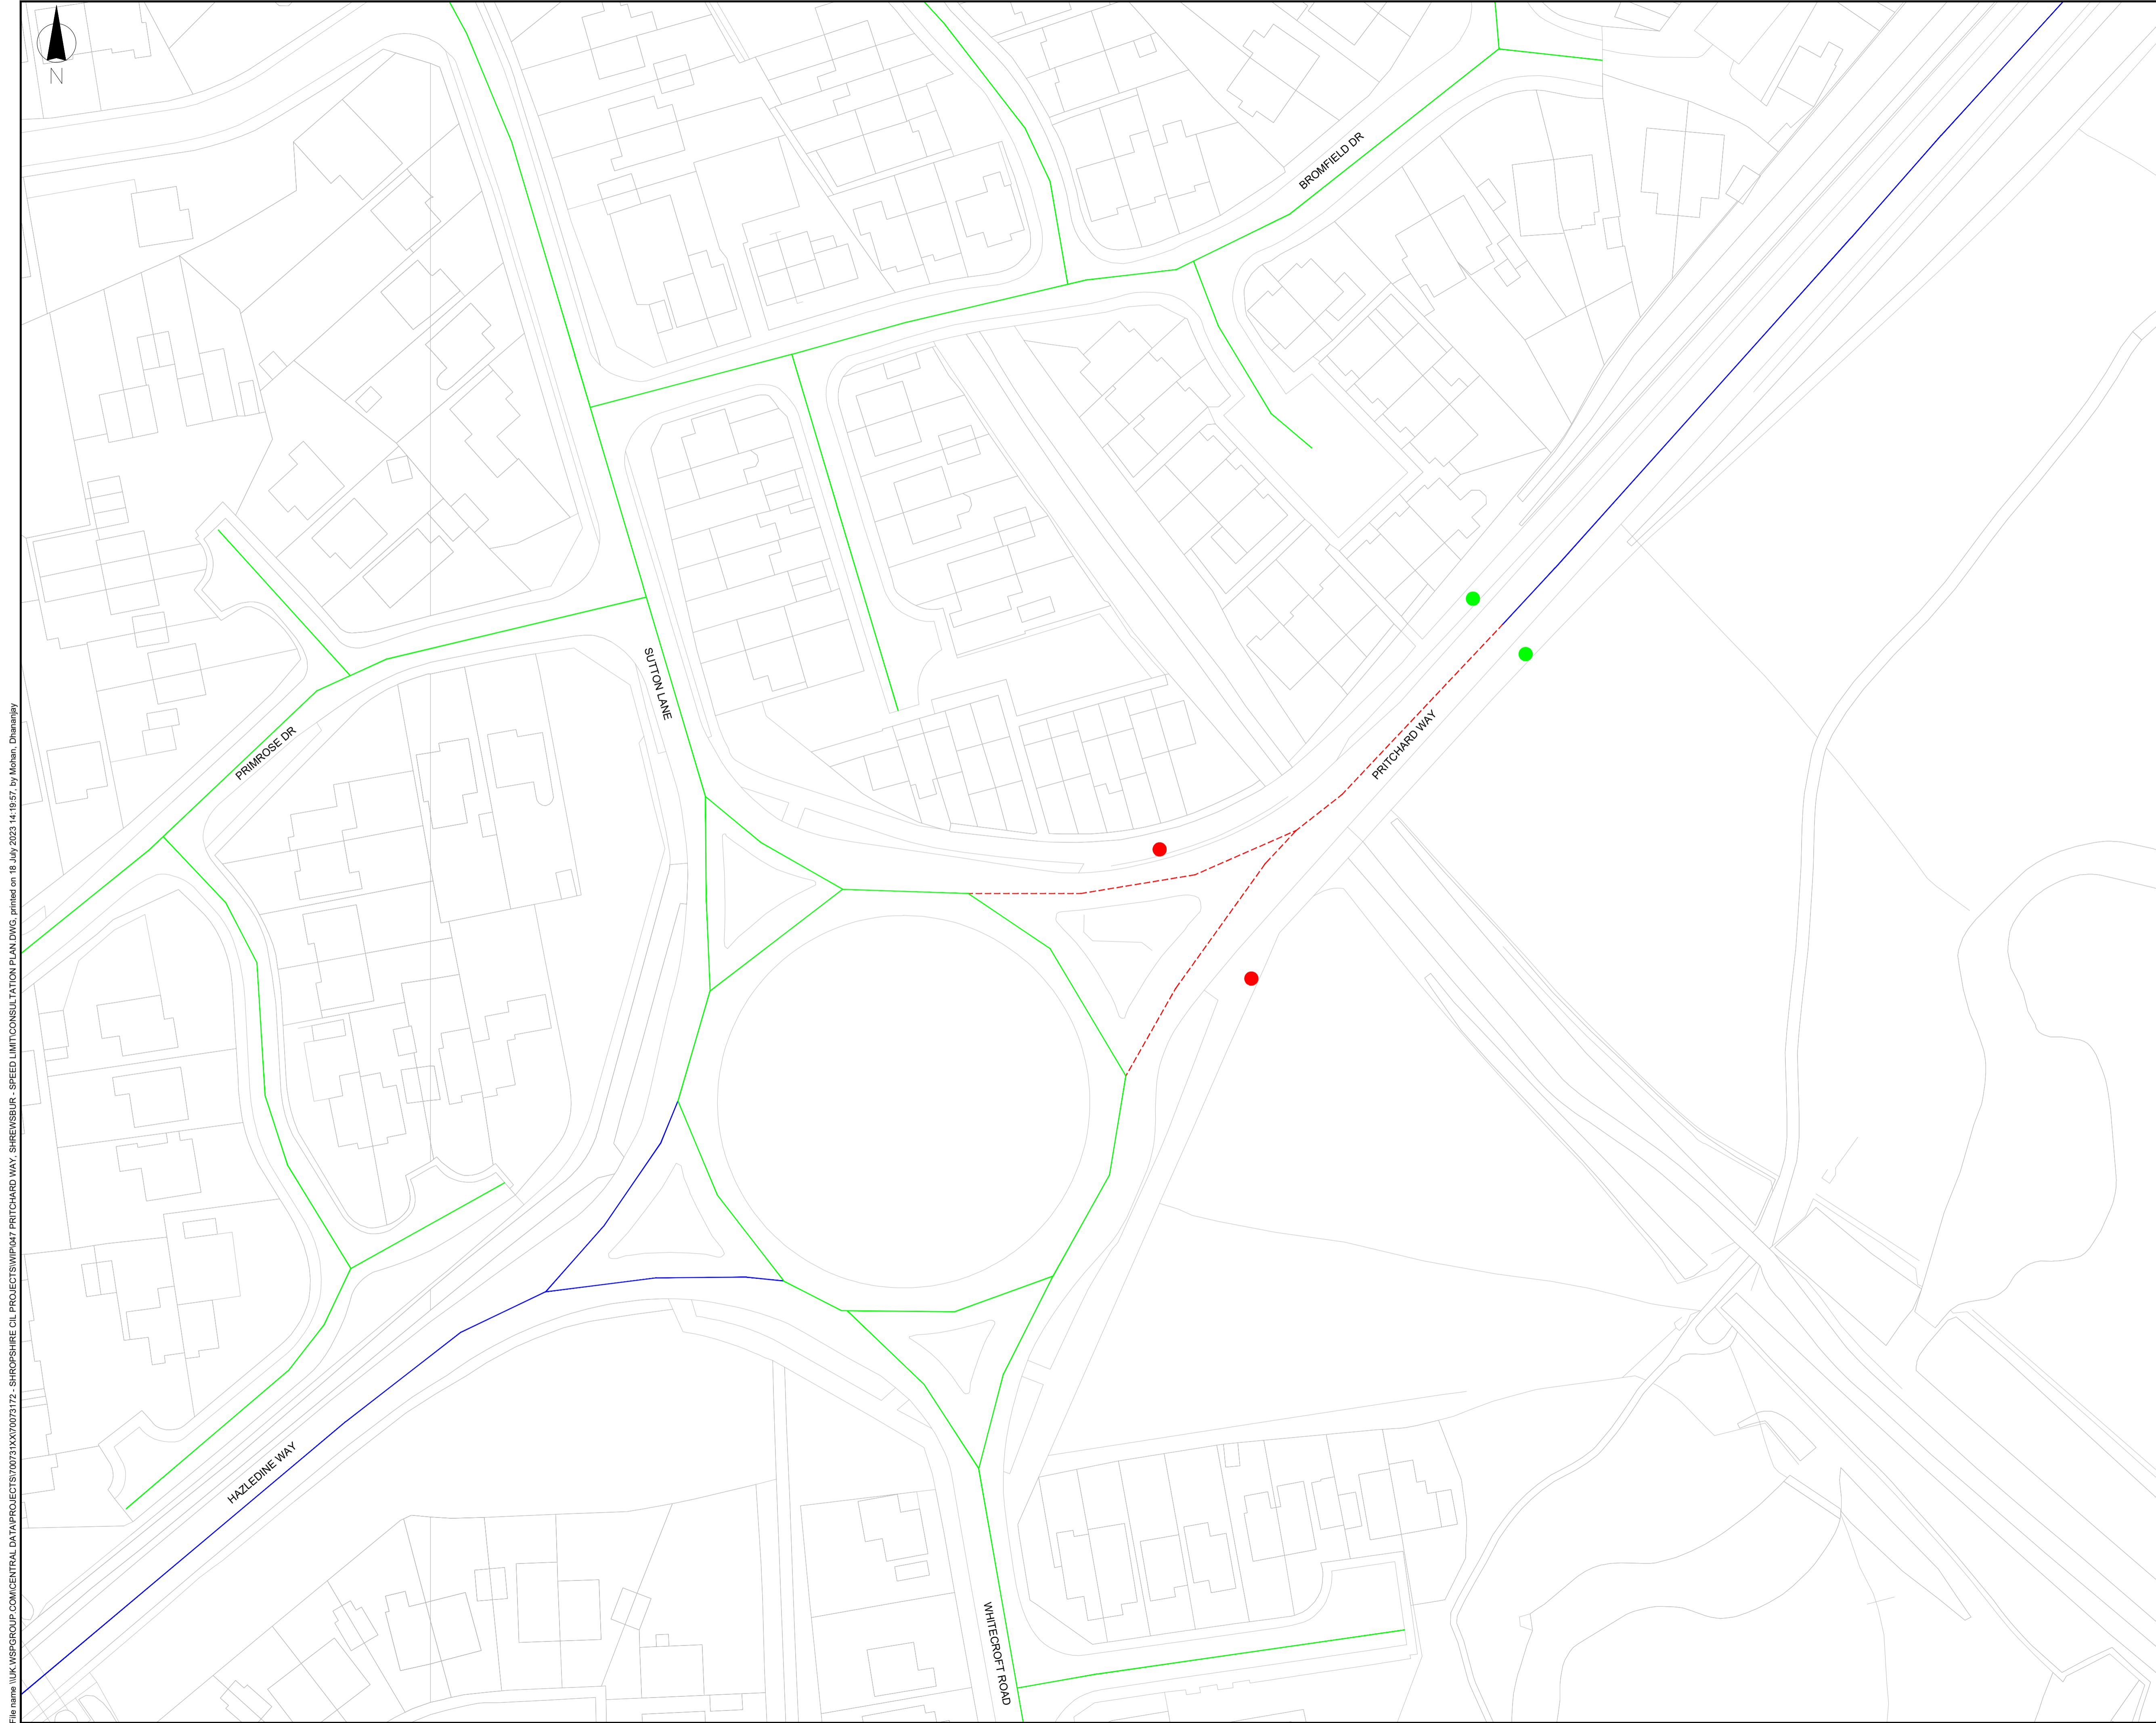 N
BROMFIELD DR
SUTTON LANE
PRITCHARD WAY
PRIMROSE DR
HAZLEDINE WAY
WHITECROFT ROAD
File name \\UK.WSPGROUP.COM\CENTRAL DATA\PROJECTS\700731XX\70073172 - SHROPSHIRE CIL PROJECTS\WIP\047 PRITCHARD WAY, SHREWSBUR - SPEED LIMIT\CONSULTATION PLAN.DWG, printed on 18 July 2023 14:19:57, by Mohan, Dhananjay